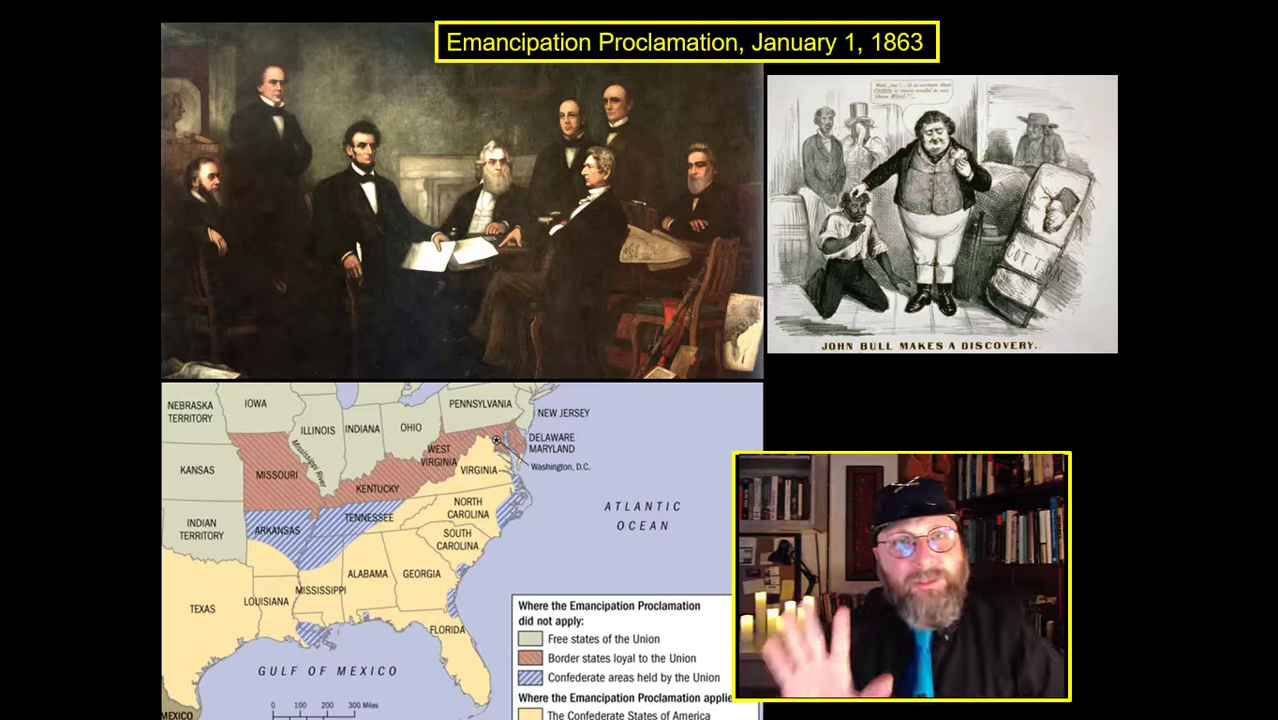 Emancipation Proclamation, January 1, 1863
JOHN BULL MAKES A DISCOVERY.
COTTON
NEBRASKA
TERRITORY
IOWA
ILLINOIS
INDIANA
OHIO
PENNSYLVANIA
NEW JERSEY
DELAWARE
MARYLAND
Washington, D.C.
WEST
VIRGINIA
VIRGINIA
KANSAS
MISSOURI
Mississippi River
KENTUCKY
INDIAN
TERRITORY
ARKANSAS
TENNESSEE
NORTH
CAROLINA
SOUTH
CAROLINA
ATLANTIC
OCEAN
TEXAS
LOUISIANA
MISSISSIPPI
ALABAMA
GEORGIA
FLORIDA
GULF OF MEXICO
MEXICO
0 200 300 Miles
Where the Emancipation Proclamation
did not apply:
Free states of the Union
Border states loyal to the Union
Confederate areas held by the Union
Where the Emancipation Proclamation applie
The Confederate States of America